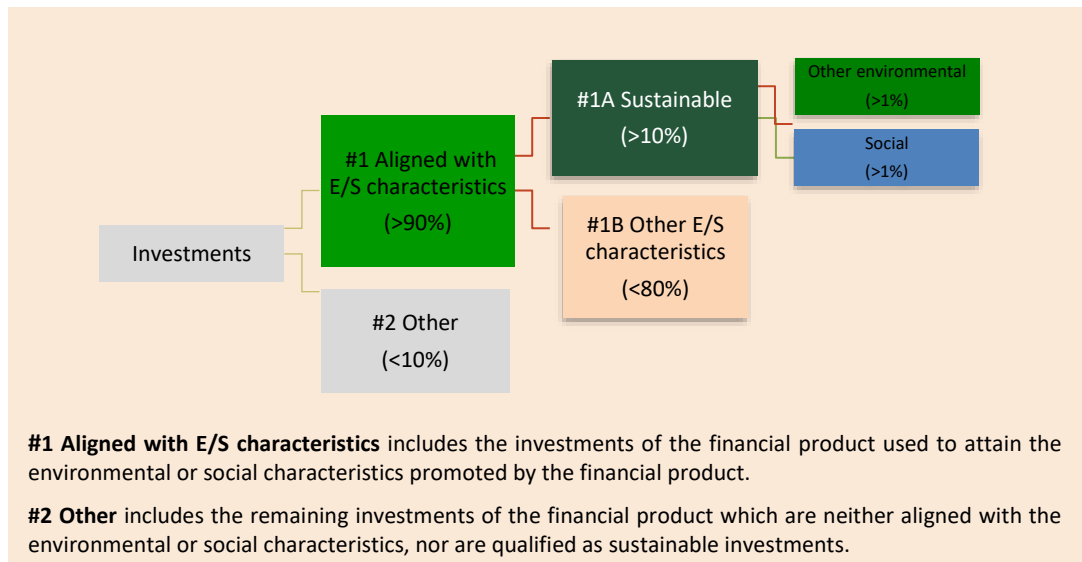 Investments
#1 Aligned with
E/S characteristics
(>90%)
#2 Other
(<10%)
#1A Sustainable
(>10%)
#1B Other E/S
characteristics
(<80%)
Other environmental
(>1%)
Social
(>1%)
#1 Aligned with E/S characteristics includes the investments of the financial product used to attain the
environmental or social characteristics promoted by the financial product.
#2 Other includes the remaining investments of the financial product which are neither aligned with the
environmental or social characteristics, nor are qualified as sustainable investments.